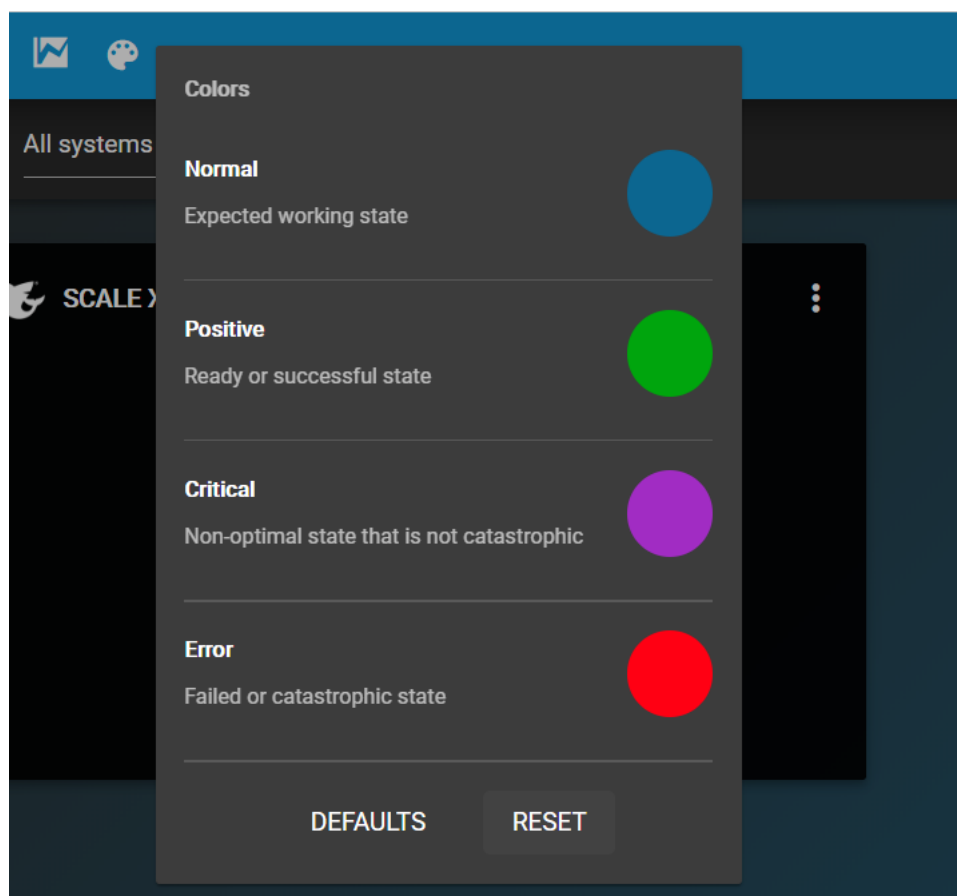 Colors
All systems
Normal
Expected working state
SCALE
Positive
Ready or successful state
Critical
Non-optimal state that is not catastrophic
Error
Failed or catastrophic state
DEFAULTS
RESET